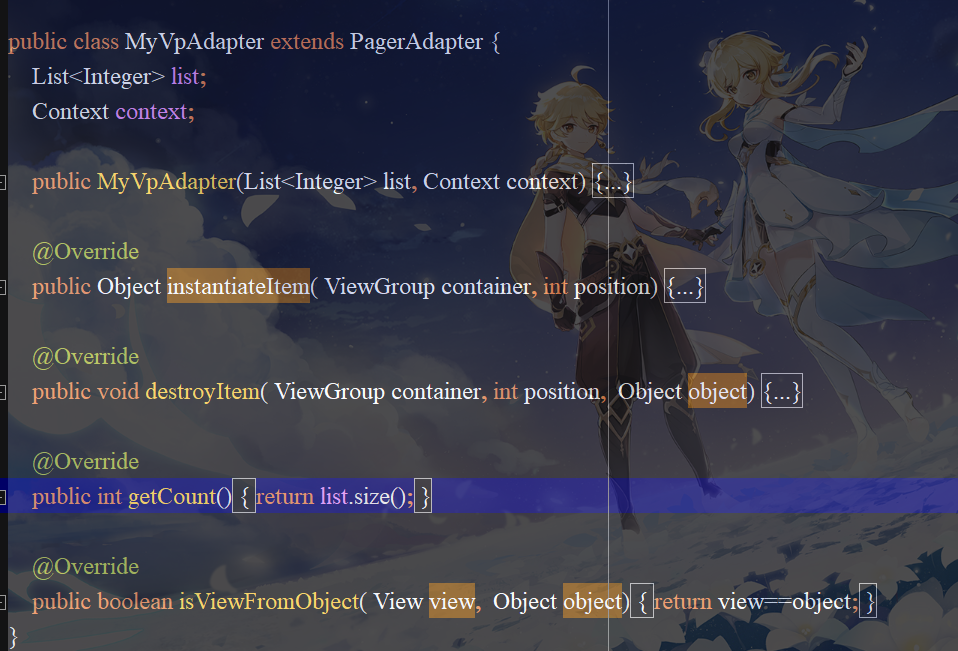 public class MyVpAdapter extends PagerAdapter {
List<Integer> list;
Context context;
public MyVpAdapter(List<Integer> list, Context context) {...}
@Override
public Object instantiateItem( ViewGroup container, int position) {...}
@Override
public void destroyItem( ViewGroup container, int position,  Object object) {...}
@Override
public int getCount() { return list.size(); }
@Override
public boolean isViewFromObject( View view,  Object object) { return view==object; }
}